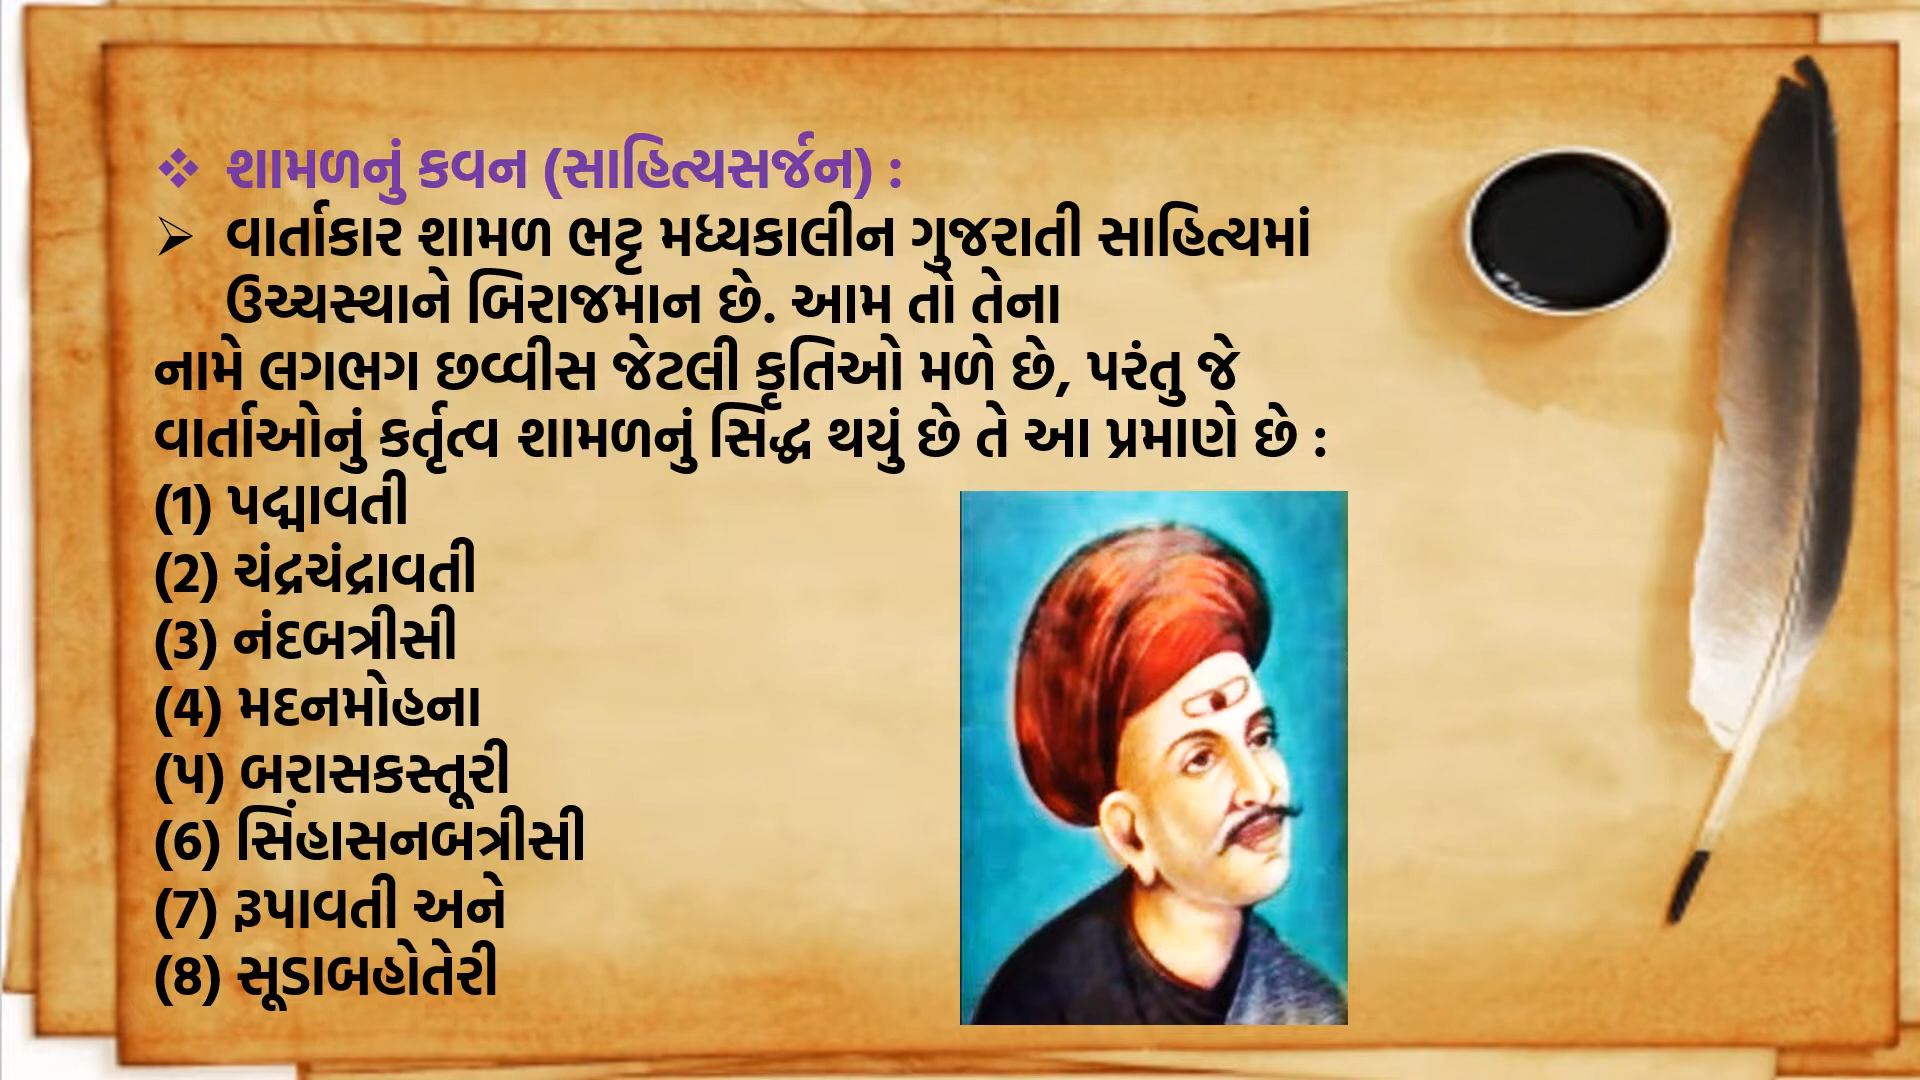 ❖ શામળનું કવન (સાહિત્યસર્જન) :
➢ વાર્તાકાર શામળ ભટ્ટ મધ્યકાલીન ગુજરાતી સાહિત્યમાં
ઉચ્ચસ્થાને બિરાજમાન છે. આમ તો તેના
નામે લગભગ છવ્વીસ જેટલી કૃતિઓ મળે છે, પરંતુ જે
વાર્તાઓનું કર્તૃત્વ શામળનું સિદ્ધ થયું છે તે આ પ્રમાણે છે :
(1) પદ્માવતી
(2) ચંદ્રચંદ્રાવતી
(3) નંદબત્રીસી
(4) મદનમોહના
(૫) બરાસકસ્તૂરી
(6) સિંહાસનબત્રીસી
(7) રૂપાવતી અને
(8) સૂડાબહોતેરી